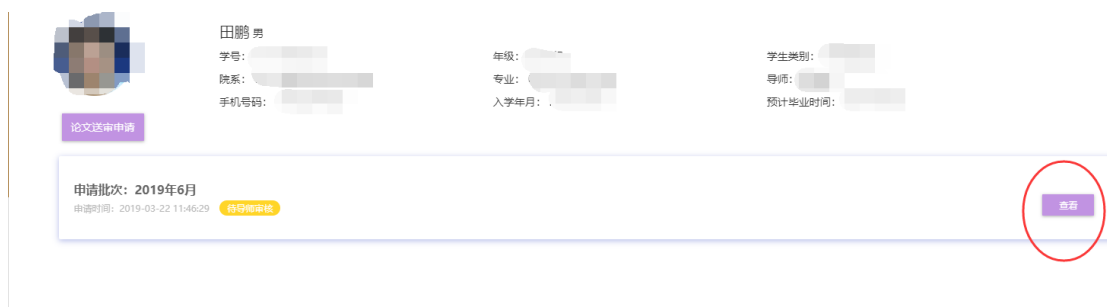 田鹏 男
学号： 年级： 学生类别：
院系： 专业： 导师：
手机号码： 入学年月： 预计毕业时间：
论文送审申请
申请批次：2019年6月
申请时间：2019-03-22 11:46:29 待导师审核
查看